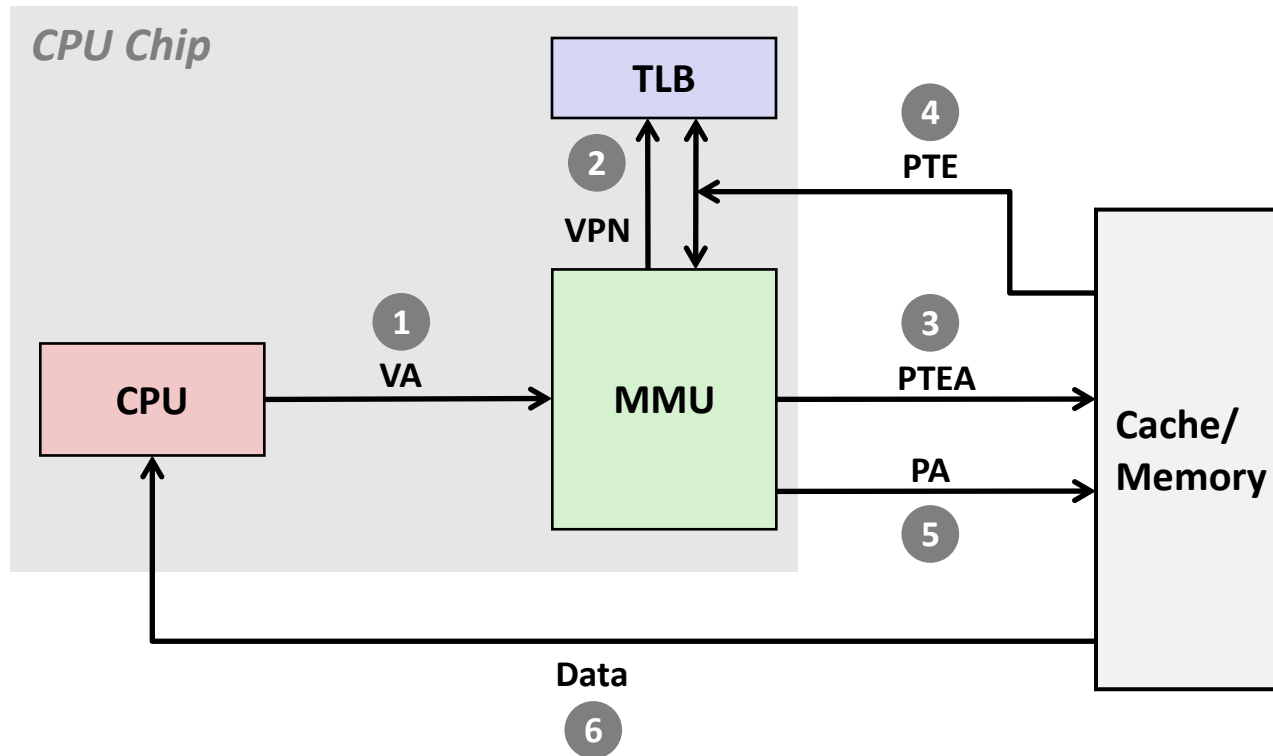 CPU Chip
TLB
4
PTE
2
VPN
1
VA
3
PTEA
CPU
MMU
Cache/
Memory
PA
5
Data
6